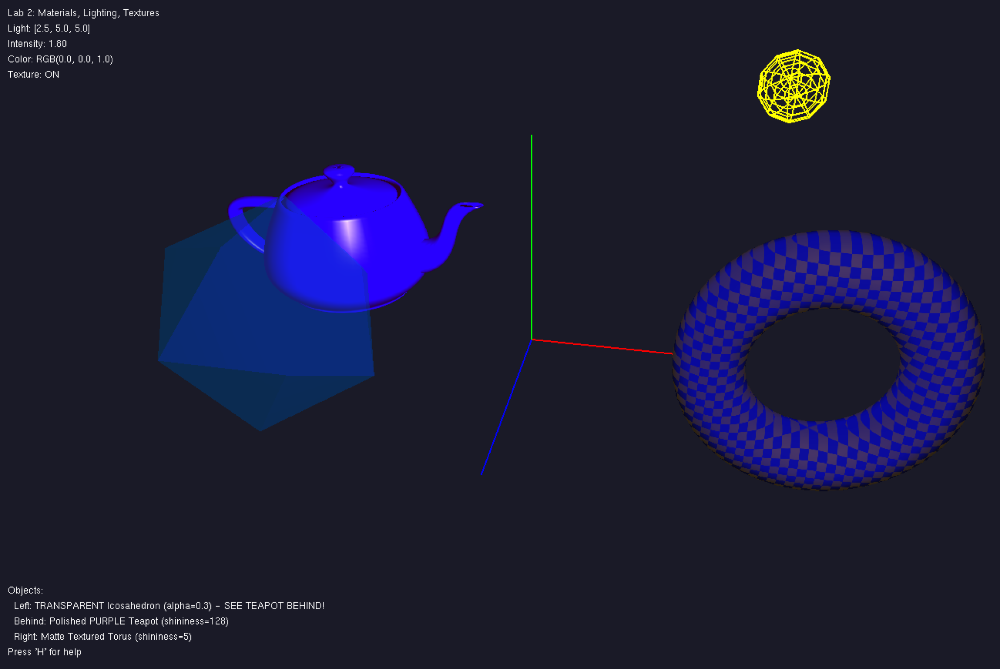 Lab 2: Materials, Lighting, Textures
Light: [2.5, 5.0, 5.0]
Intensity: 1.80
Color: RGB(0.0, 0.0, 1.0)
Texture: ON
Objects:
Left: TRANSPARENT Icosahedron (alpha=0.3) - SEE TEAPOT BEHIND!
Behind: Polished PURPLE Teapot (shininess=128)
Right: Matte Textured Torus (shininess=5)
Press 'H' for help